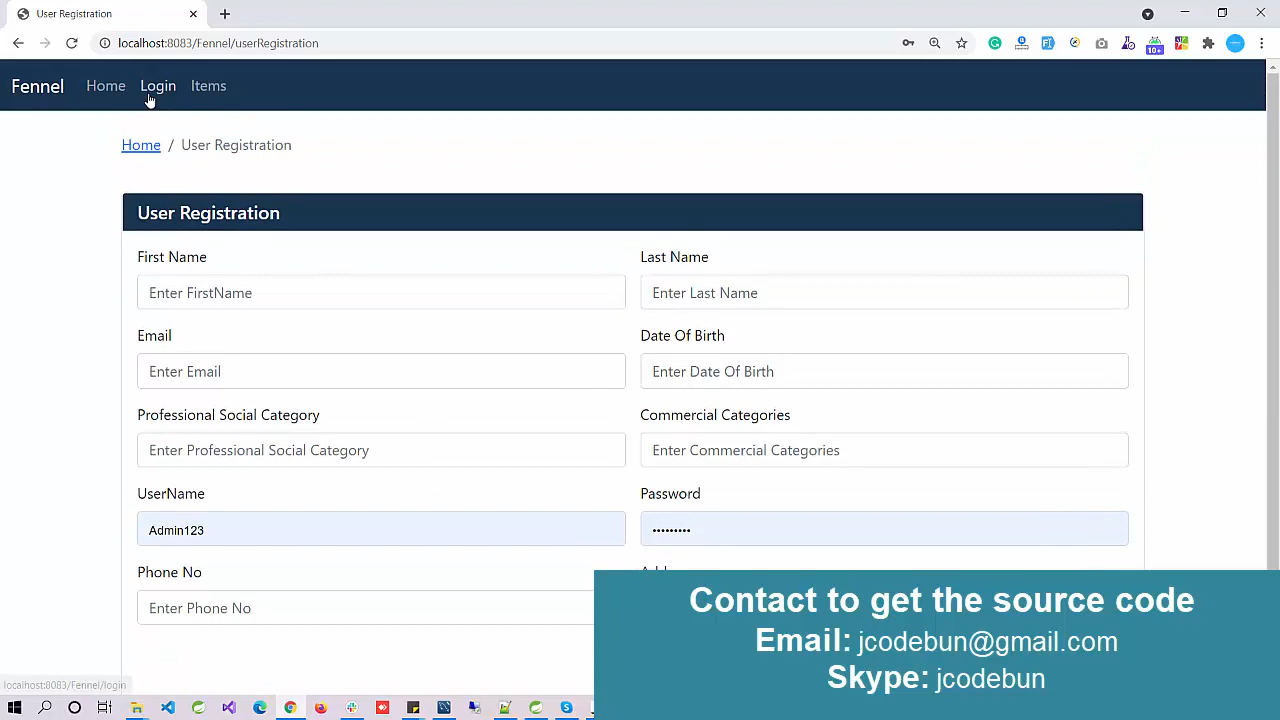 User Registration
localhost:8083/Fennel/userRegistration
10+
Fennel Home Login Items
Home / User Registration
User Registration
First Name Last Name
Enter FirstName Enter Last Name
Email Date Of Birth
Enter Email Enter Date Of Birth
Professional Social Category Commercial Categories
Enter Professional Social Category Enter Commercial Categories
UserName Password
Admin123 •••••••••
Phone No
Enter Phone No
Contact to get the source code
Email: jcodebun@gmail.com
Skype: jcodebun
localhost:8083/Fennel/login